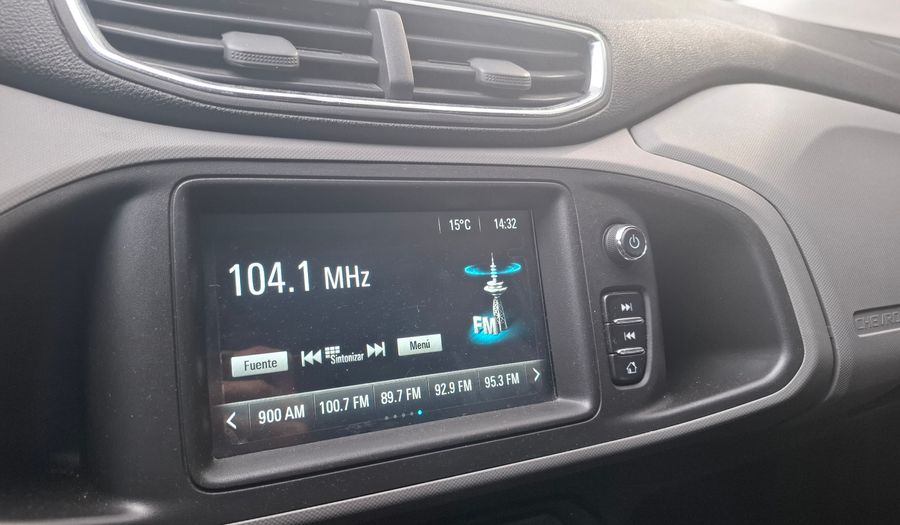 15°C 14:32
104.1 MHz
FM
Fuente Sintonizar Menú
900 AM 100.7 FM 89.7 FM 92.9 FM 95.3 FM